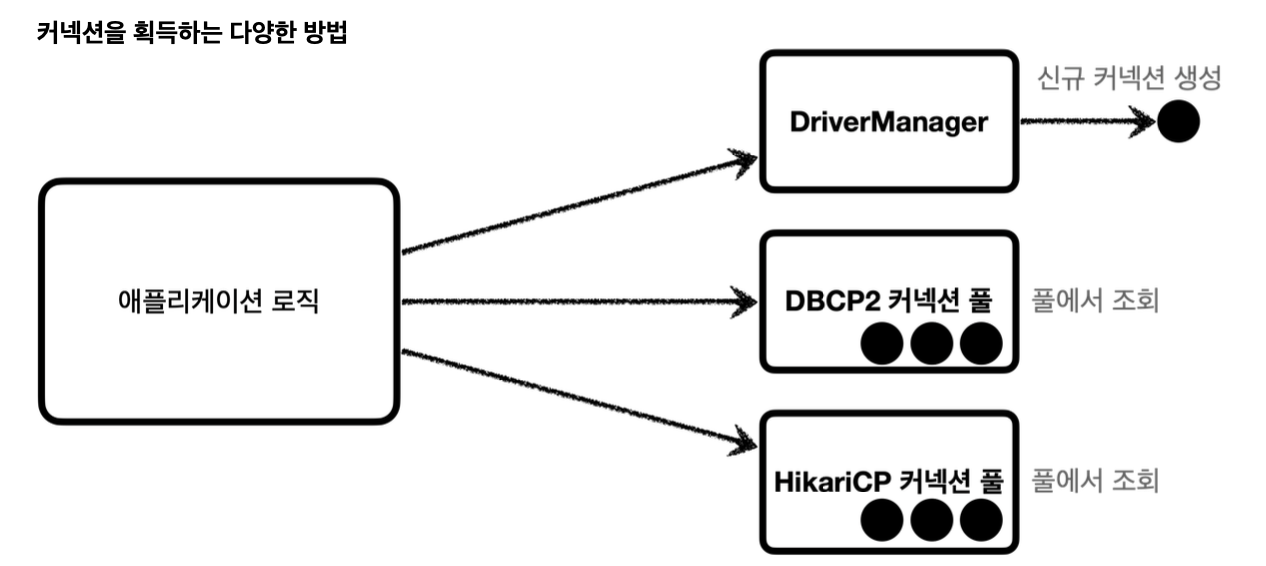 커넥션을 획득하는 다양한 방법
신규 커넥션 생성
DriverManager
애플리케이션 로직
DBCP2 커넥션 풀
풀에서 조회
HikariCP 커넥션 풀
풀에서 조회